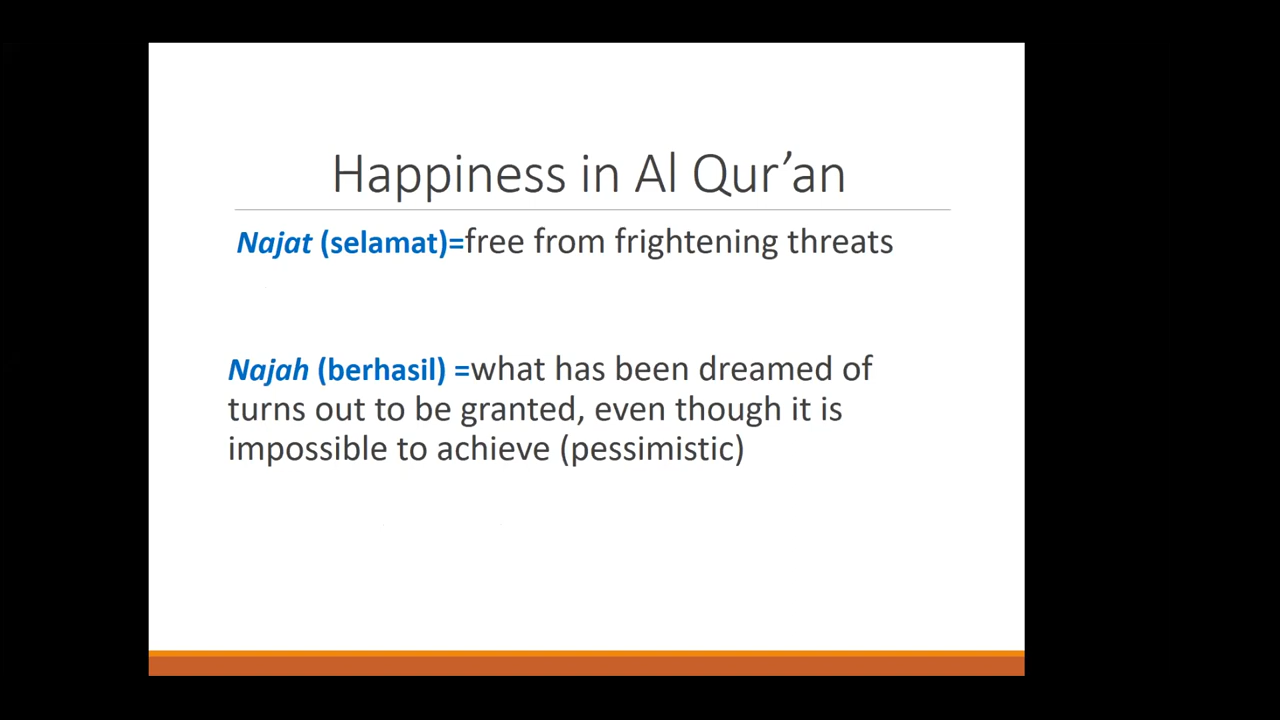 Happiness in Al Qur’an
Najat (selamat)=free from frightening threats
Najah (berhasil) =what has been dreamed of
turns out to be granted, even though it is
impossible to achieve (pessimistic)